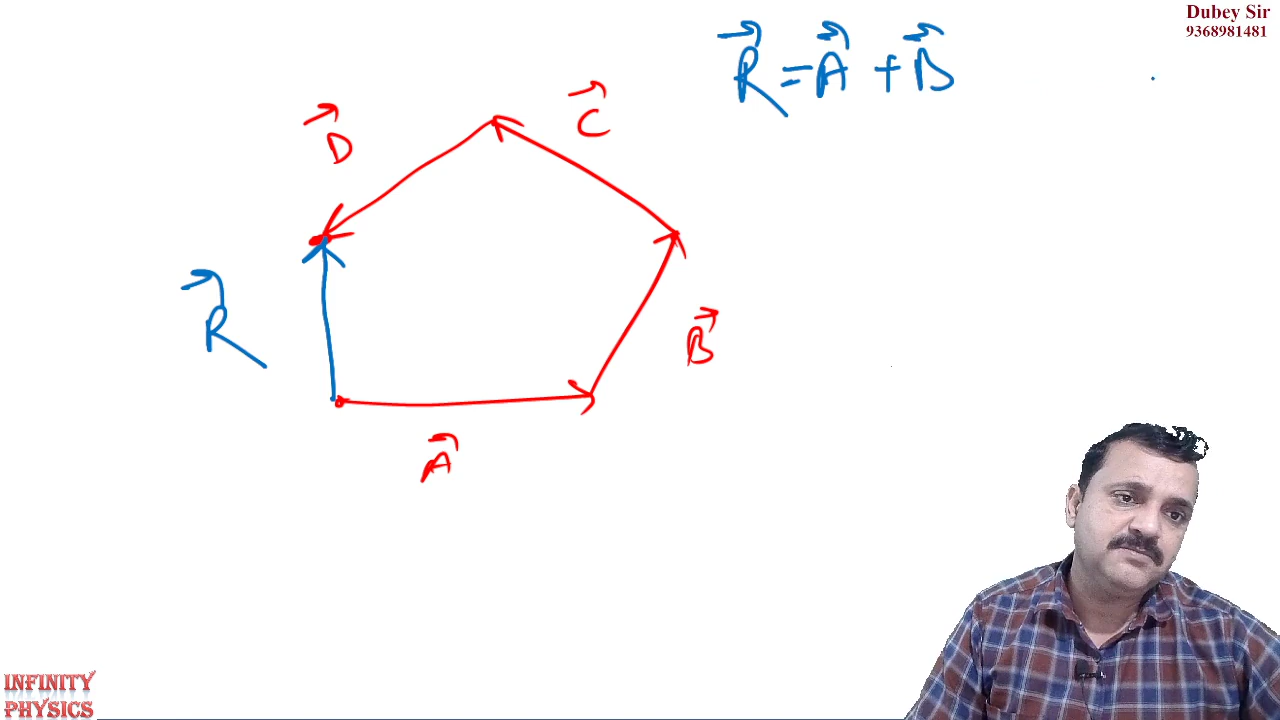 Dubey Sir
9368981481
R⃗ = A⃗ + B⃗
C⃗
D⃗
R⃗
B⃗
A⃗
INFINITY
PHYSICS